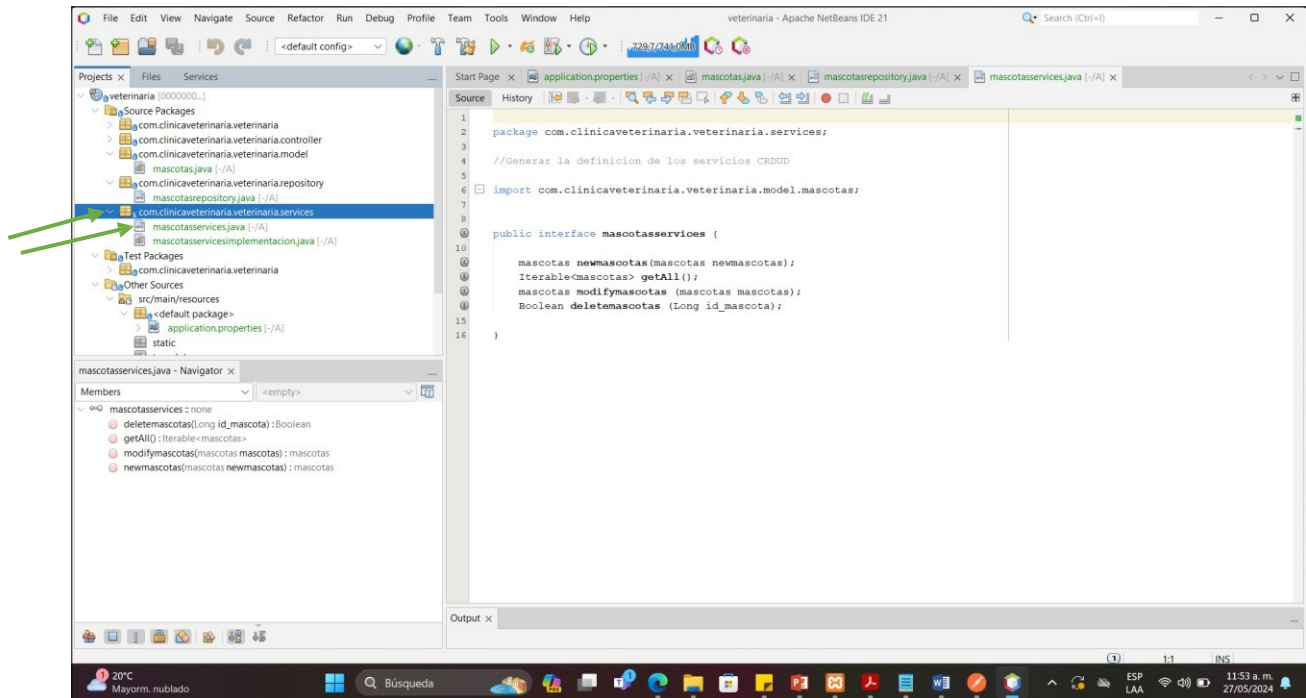 File Edit View Navigate Source Refactor Run Debug Profile Team Tools Window Help veterinaria - Apache NetBeans IDE 21 Search (Ctrl+I)
<default config>
Projects Files Services
Start Page application.properties [-/A] mascotas.java [-/A] mascotasrepository.java [-/A] mascotasservices.java [-/A]
Source History
veterinaria [0000000...]
Source Packages
com.clinicaveterinaria.veterinaria
com.clinicaveterinaria.veterinaria.controller
com.clinicaveterinaria.veterinaria.model
mascotas.java [-/A]
com.clinicaveterinaria.veterinaria.repository
mascotasrepository.java [-/A]
com.clinicaveterinaria.veterinaria.services
mascotasservices.java [-/A]
mascotasservicesimplementacion.java [-/A]
Test Packages
com.clinicaveterinaria.veterinaria
Other Sources
src/main/resources
<default package>
application.properties [-/A]
static
1
2 package com.clinicaveterinaria.veterinaria.services;
3
4 //Generar la definicion de los servicios CRDUD
5
6 import com.clinicaveterinaria.veterinaria.model.mascotas;
7
8
public interface mascotasservices {
10
mascotas newmascotas(mascotas newmascotas);
Iterable<mascotas> getAll();
mascotas modifymascotas (mascotas mascotas);
Boolean deletemascotas (Long id_mascota);
15
16 }
mascotasservices.java - Navigator
Members <empty>
mascotasservices :: none
deletemascotas(Long id_mascota) : Boolean
getAll() : Iterable<mascotas>
modifymascotas(mascotas mascotas) : mascotas
newmascotas(mascotas newmascotas) : mascotas
Output
1 1:1 INS
1 20°C
Mayorm. nublado
Búsqueda
ESP
LAA
11:53 a. m.
27/05/2024